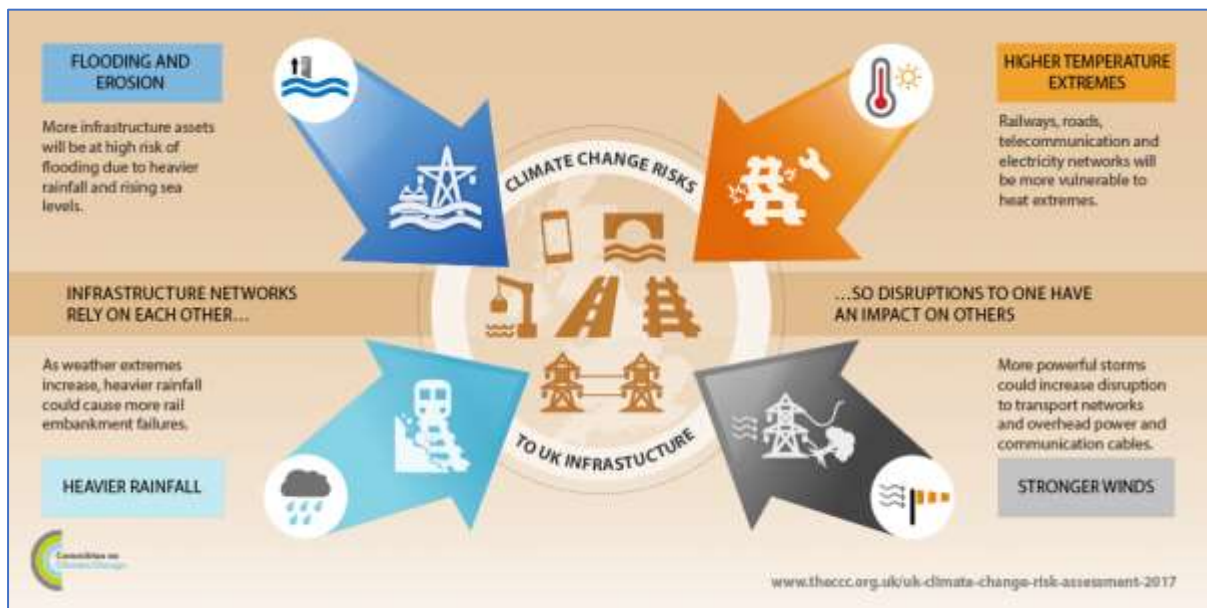 FLOODING AND
EROSION
More infrastructure assets
will be at high risk of
flooding due to heavier
rainfall and rising sea
levels.
HIGHER TEMPERATURE
EXTREMES
Railways, roads,
telecommunication and
electricity networks will
be more vulnerable to
heat extremes.
CLIMATE CHANGE RISKS
TO UK INFRASTUCTURE
INFRASTRUCTURE NETWORKS
RELY ON EACH OTHER...
...SO DISRUPTIONS TO ONE HAVE
AN IMPACT ON OTHERS
As weather extremes
increase, heavier rainfall
could cause more rail
embankment failures.
HEAVIER RAINFALL
More powerful storms
could increase disruption
to transport networks
and overhead power and
communication cables.
STRONGER WINDS
Committee on
Climate Change
www.theccc.org.uk/uk-climate-change-risk-assessment-2017